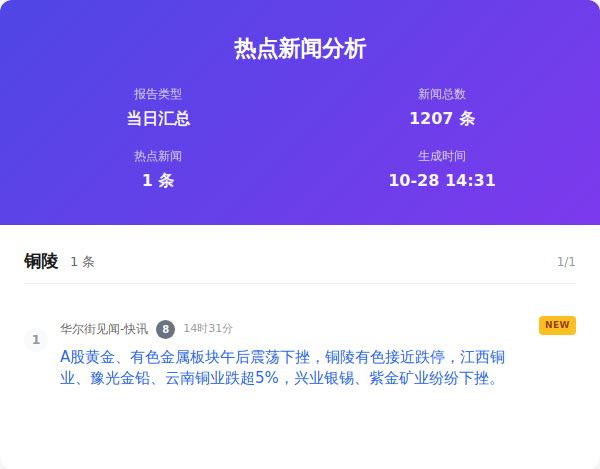 热点新闻分析
报告类型
新闻总数
当日汇总
1207 条
热点新闻
生成时间
1 条
10-28 14:31
铜陵 1 条 1/1
1
华尔街见闻-快讯 8 14时31分 NEW
A股黄金、有色金属板块午后震荡下挫，铜陵有色接近跌停，江西铜
业、豫光金铅、云南铜业跌超5%，兴业银锡、紫金矿业纷纷下挫。